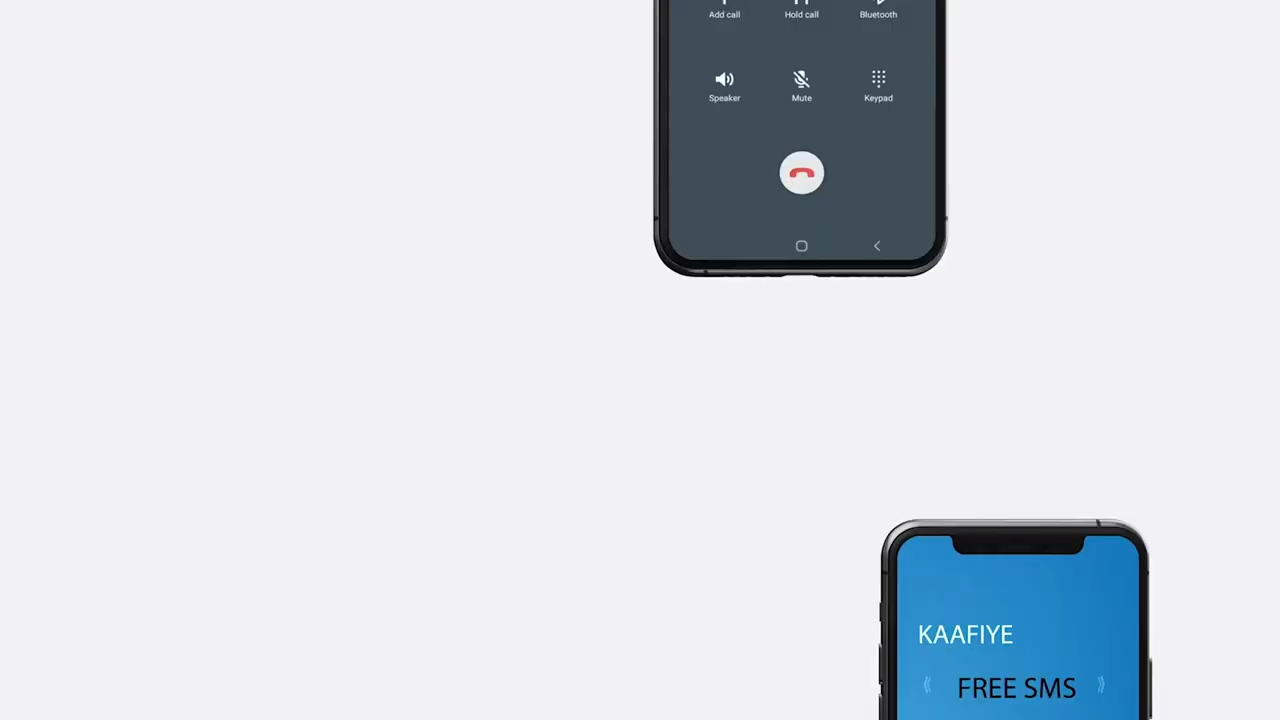 Add call Hold call Bluetooth
Speaker Mute Keypad
KAAFIYE
FREE SMS